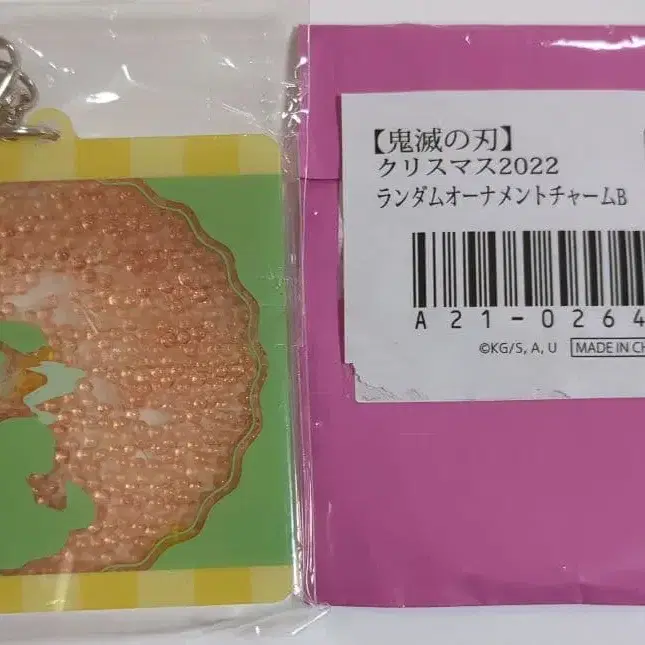 【鬼滅の刃】
クリスマス2022
ランダムオーナメントチャームB
A21-0264
©KG/S, A, U
MADE IN CH